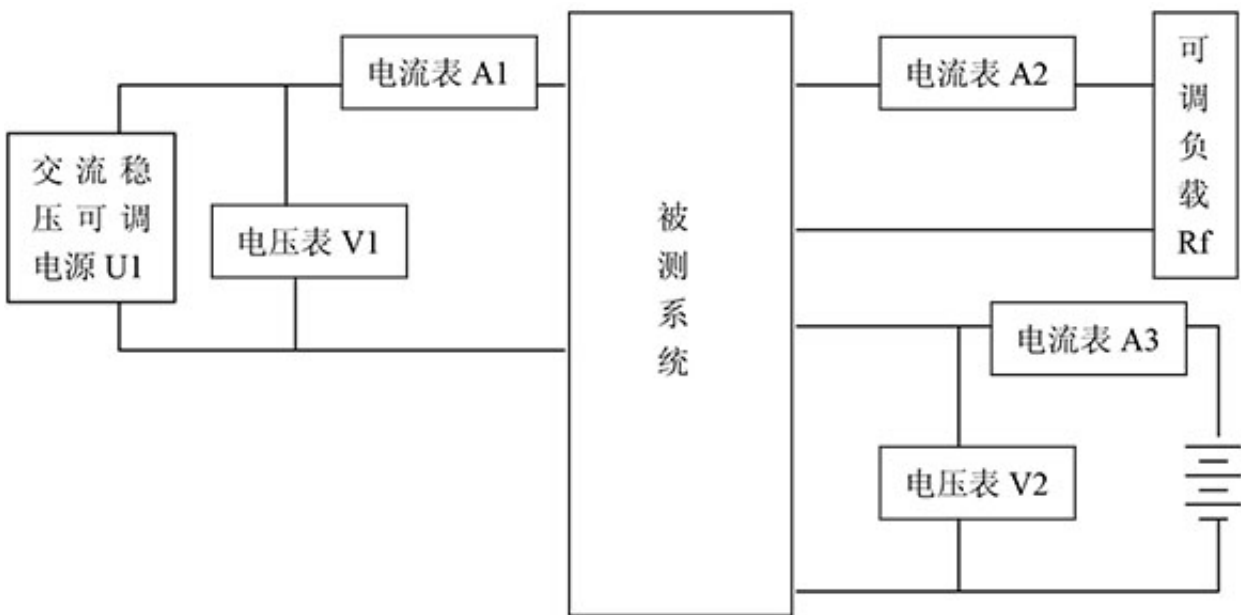 电流表 A1
交流稳
压可调
电源 U1
电压表 V1
被
测
系
统
电流表 A2
可
调
负
载
Rf
电流表 A3
电压表 V2